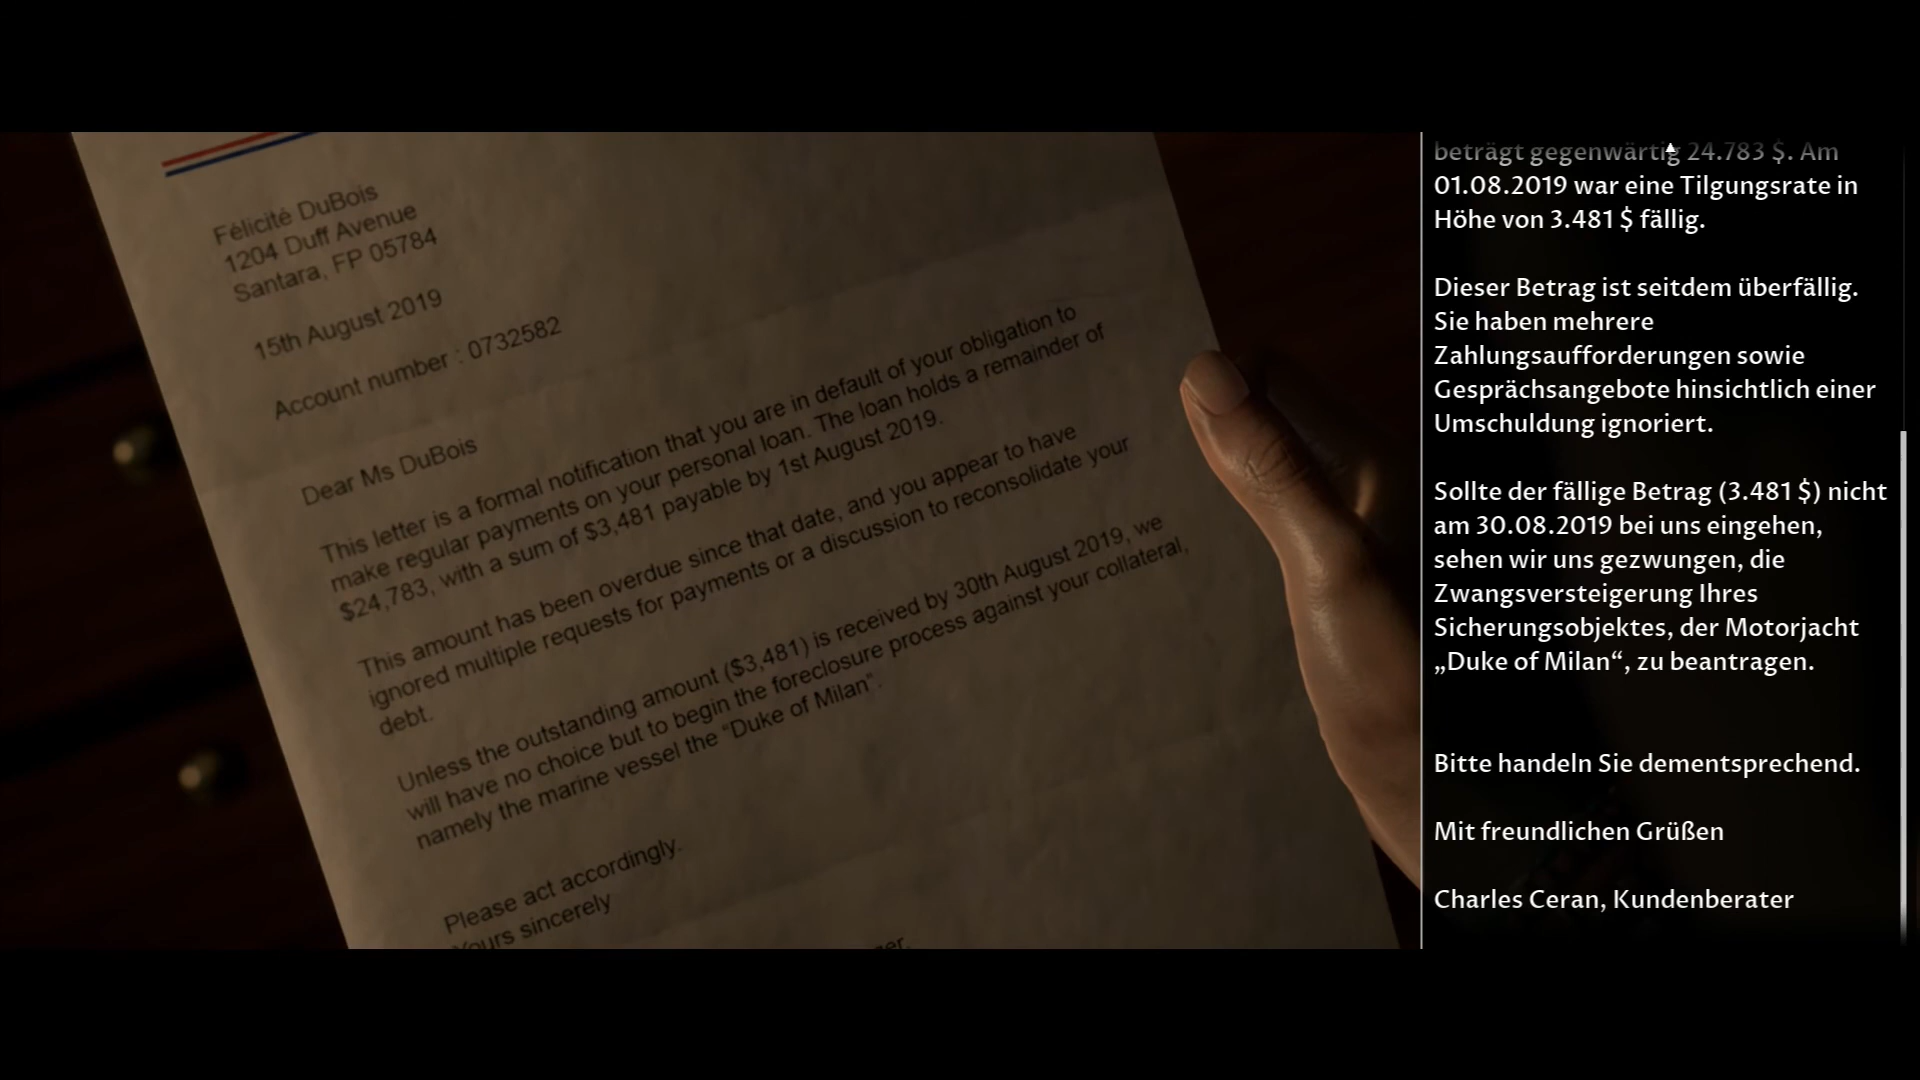 Félicité DuBois
1204 Duff Avenue
Santara, FP 05784
15th August 2019
Account number : 0732582
Dear Ms DuBois
This letter is a formal notification that you are in default of your obligation to
make regular payments on your personal loan. The loan holds a remainder of
$24,783, with a sum of $3,481 payable by 1st August 2019.
This amount has been overdue since that date, and you appear to have
ignored multiple requests for payments or a discussion to reconsolidate your
debt.
Unless the outstanding amount ($3,481) is received by 30th August 2019, we
will have no choice but to begin the foreclosure process against your collateral,
namely the marine vessel the "Duke of Milan".
Please act accordingly.
Yours sincerely
beträgt gegenwärtig 24.783 $. Am
01.08.2019 war eine Tilgungsrate in
Höhe von 3.481 $ fällig.
Dieser Betrag ist seitdem überfällig.
Sie haben mehrere
Zahlungsaufforderungen sowie
Gesprächsangebote hinsichtlich einer
Umschuldung ignoriert.
Sollte der fällige Betrag (3.481 $) nicht
am 30.08.2019 bei uns eingehen,
sehen wir uns gezwungen, die
Zwangsversteigerung Ihres
Sicherungsobjektes, der Motorjacht
„Duke of Milan“, zu beantragen.
Bitte handeln Sie dementsprechend.
Mit freundlichen Grüßen
Charles Ceran, Kundenberater